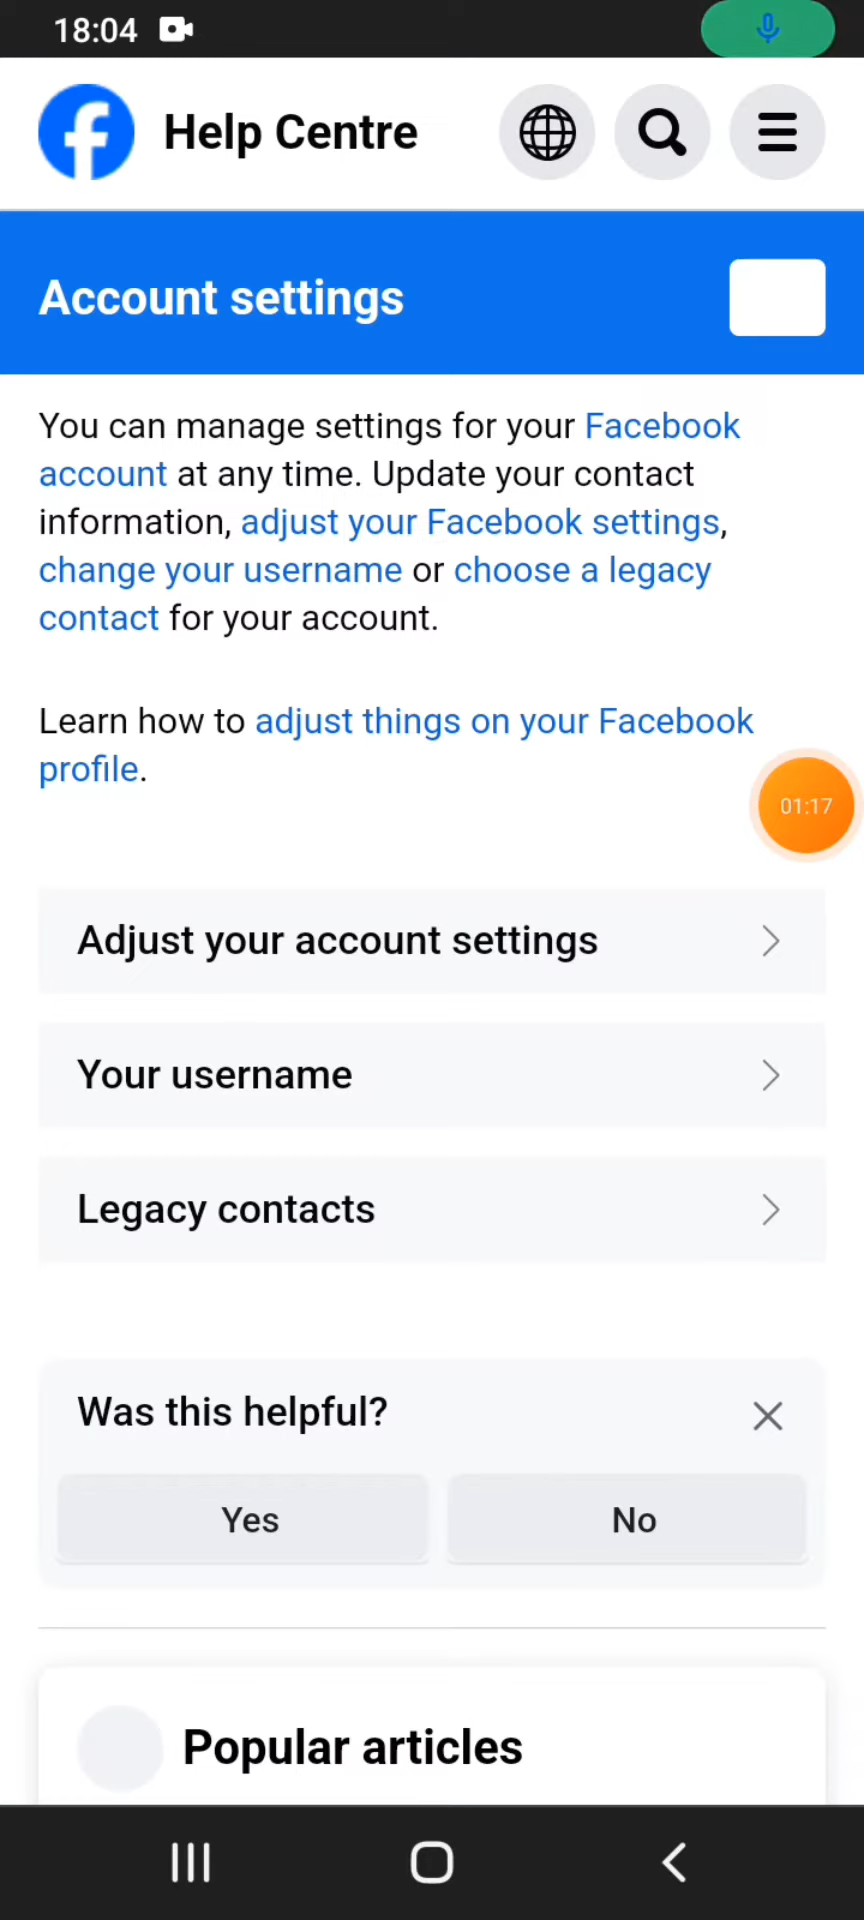 18:04
Help Centre
Account settings
You can manage settings for your Facebook
account at any time. Update your contact
information, adjust your Facebook settings,
change your username or choose a legacy
contact for your account.
Learn how to adjust things on your Facebook
profile.
01:17
Adjust your account settings
Your username
Legacy contacts
Was this helpful?
Yes No
Popular articles